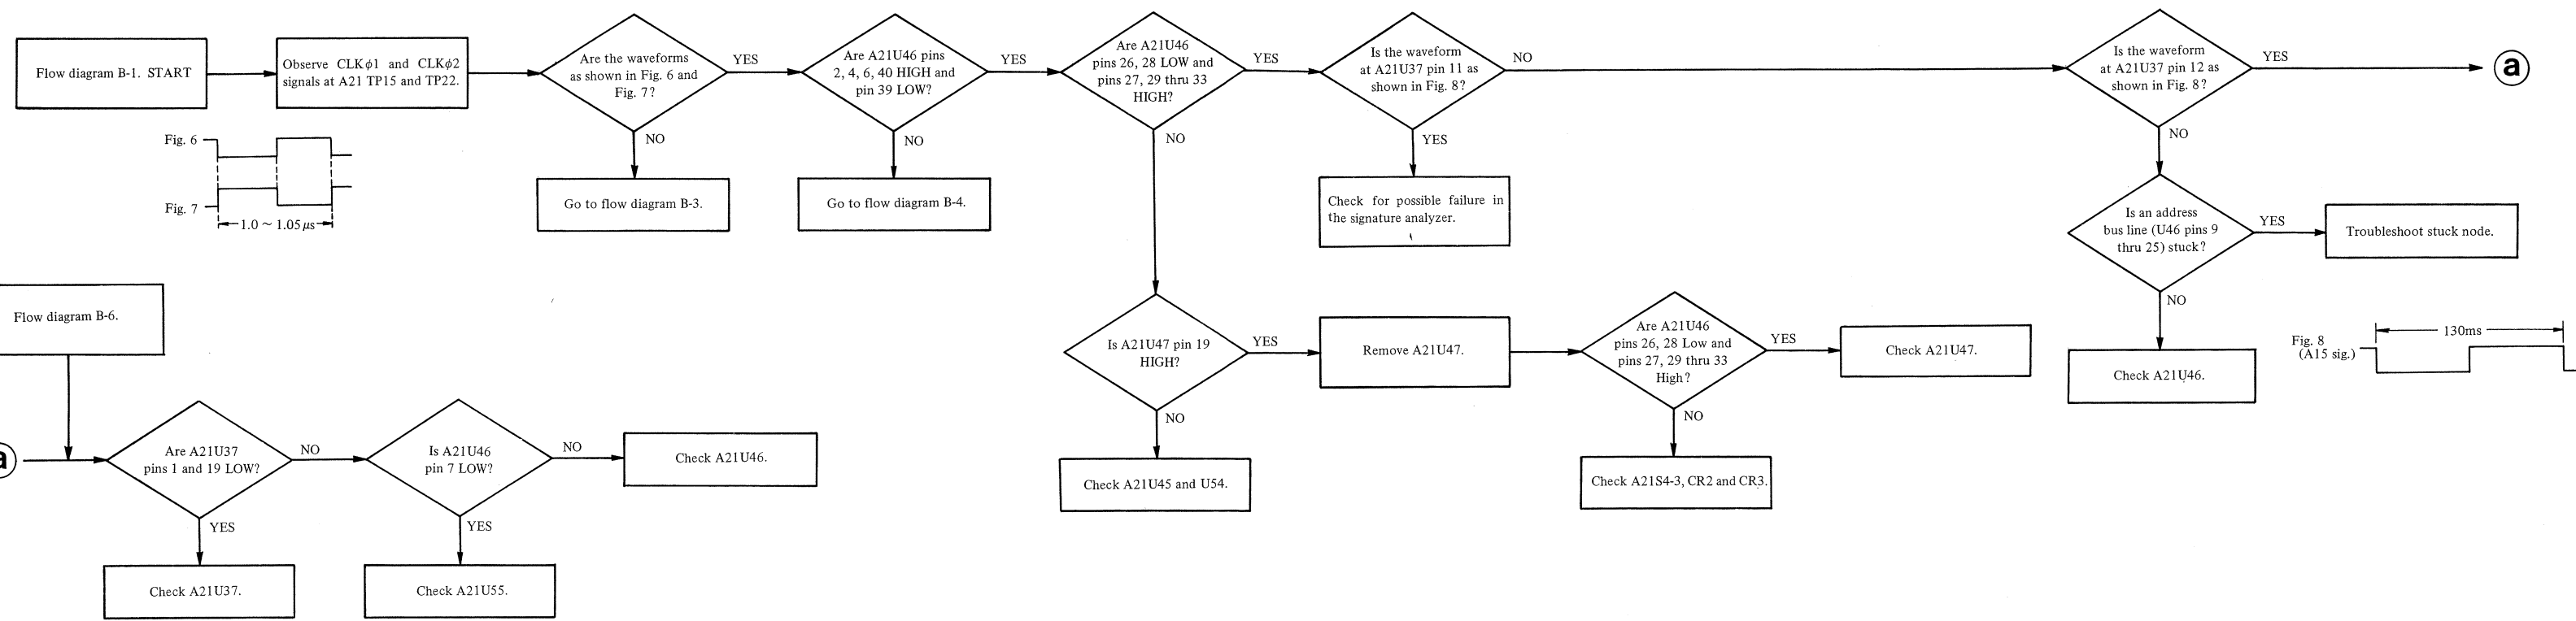 Flow diagram B-1. START
Observe CLKφ1 and CLKφ2
signals at A21 TP15 and TP22.
Are the waveforms
as shown in Fig. 6 and
Fig. 7?
YES
NO
Go to flow diagram B-3.
Are A21U46 pins
2, 4, 6, 40 HIGH and
pin 39 LOW?
YES
NO
Go to flow diagram B-4.
Are A21U46
pins 26, 28 LOW and
pins 27, 29 thru 33
HIGH?
YES
NO
Is the waveform
at A21U37 pin 11 as
shown in Fig. 8?
NO
YES
Check for possible failure in
the signature analyzer.
Is the waveform
at A21U37 pin 12 as
shown in Fig. 8?
YES
a
NO
Is an address
bus line (U46 pins 9
thru 25) stuck?
YES
Troubleshoot stuck node.
NO
Check A21U46.
Fig. 6
Fig. 7
1.0 ~ 1.05µs
Is A21U47 pin 19
HIGH?
YES
NO
Check A21U45 and U54.
Remove A21U47.
Are A21U46
pins 26, 28 Low and
pins 27, 29 thru 33
High?
YES
Check A21U47.
NO
Check A21S4-3, CR2 and CR3.
130ms
Fig. 8
(A15 sig.)
Flow diagram B-6.
a
Are A21U37
pins 1 and 19 LOW?
NO
YES
Check A21U37.
Is A21U46
pin 7 LOW?
NO
Check A21U46.
YES
Check A21U55.